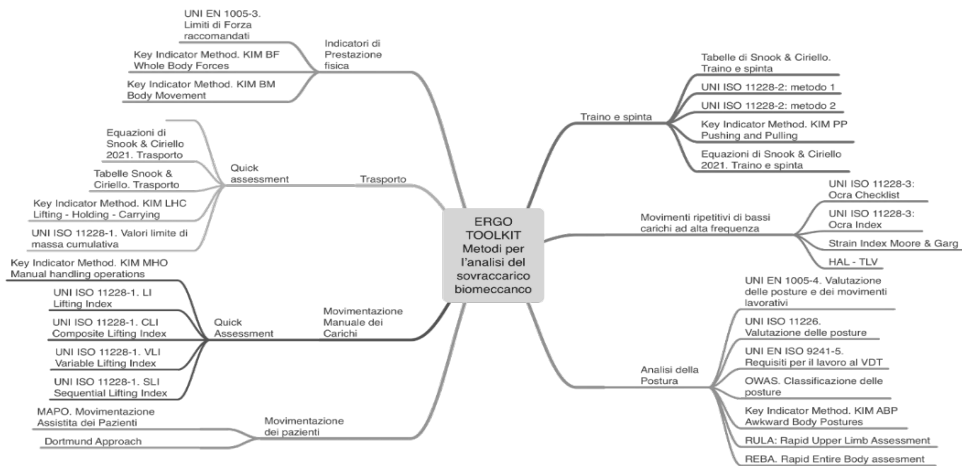 UNI EN 1005-3.
Limiti di Forza
raccomandati
Key Indicator Method. KIM BF
Whole Body Forces
Key Indicator Method. KIM BM
Body Movement
Indicatori di
Prestazione
fisica
Equazioni di
Snook & Ciriello
2021. Trasporto
Tabelle Snook &
Ciriello. Trasporto
Key Indicator Method. KIM LHC
Lifting - Holding - Carrying
UNI ISO 11228-1. Valori limite di
massa cumulativa
Quick
assessment
Trasporto
Key Indicator Method. KIM MHO
Manual handling operations
UNI ISO 11228-1. LI
Lifting Index
UNI ISO 11228-1. CLI
Composite Lifting Index
UNI ISO 11228-1. VLI
Variable Lifting Index
UNI ISO 11228-1. SLI
Sequential Lifting Index
Quick
Assessment
Movimentazione
Manuale dei
Carichi
MAPO. Movimentazione
Assistita dei Pazienti
Dortmund Approach
Movimentazione
dei pazienti
ERGO
TOOLKIT
Metodi per
l'analisi del
sovraccarico
biomeccanco
Traino e spinta
Tabelle di Snook & Ciriello.
Traino e spinta
UNI ISO 11228-2: metodo 1
UNI ISO 11228-2: metodo 2
Key Indicator Method. KIM PP
Pushing and Pulling
Equazioni di Snook & Ciriello
2021. Traino e spinta
Movimenti ripetitivi di bassi
carichi ad alta frequenza
UNI ISO 11228-3:
Ocra Checklist
UNI ISO 11228-3:
Ocra Index
Strain Index Moore & Garg
HAL - TLV
Analisi della
Postura
UNI EN 1005-4. Valutazione
delle posture e dei movimenti
lavorativi
UNI ISO 11226.
Valutazione delle posture
UNI EN ISO 9241-5.
Requisiti per il lavoro al VDT
OWAS. Classificazione delle
posture
Key Indicator Method. KIM ABP
Awkward Body Postures
RULA: Rapid Upper Limb Assessment
REBA. Rapid Entire Body assesment